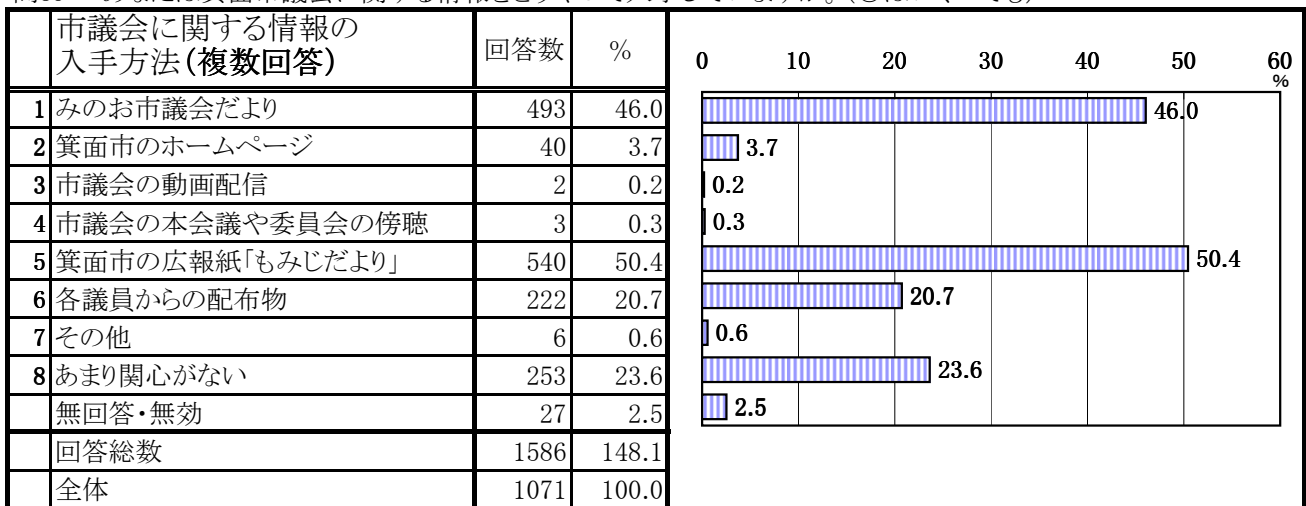 市議会に関する情報の
入手方法(複数回答) 回答数 %
0 10 20 30 40 50 60
%
1 みのお市議会だより 493 46.0 46.0
2 箕面市のホームページ 40 3.7 3.7
3 市議会の動画配信 2 0.2 0.2
4 市議会の本会議や委員会の傍聴 3 0.3 0.3
5 箕面市の広報紙「もみじだより」 540 50.4 50.4
6 各議員からの配布物 222 20.7 20.7
7 その他 6 0.6 0.6
8 あまり関心がない 253 23.6 23.6
無回答・無効 27 2.5 2.5
回答総数 1586 148.1
全体 1071 100.0